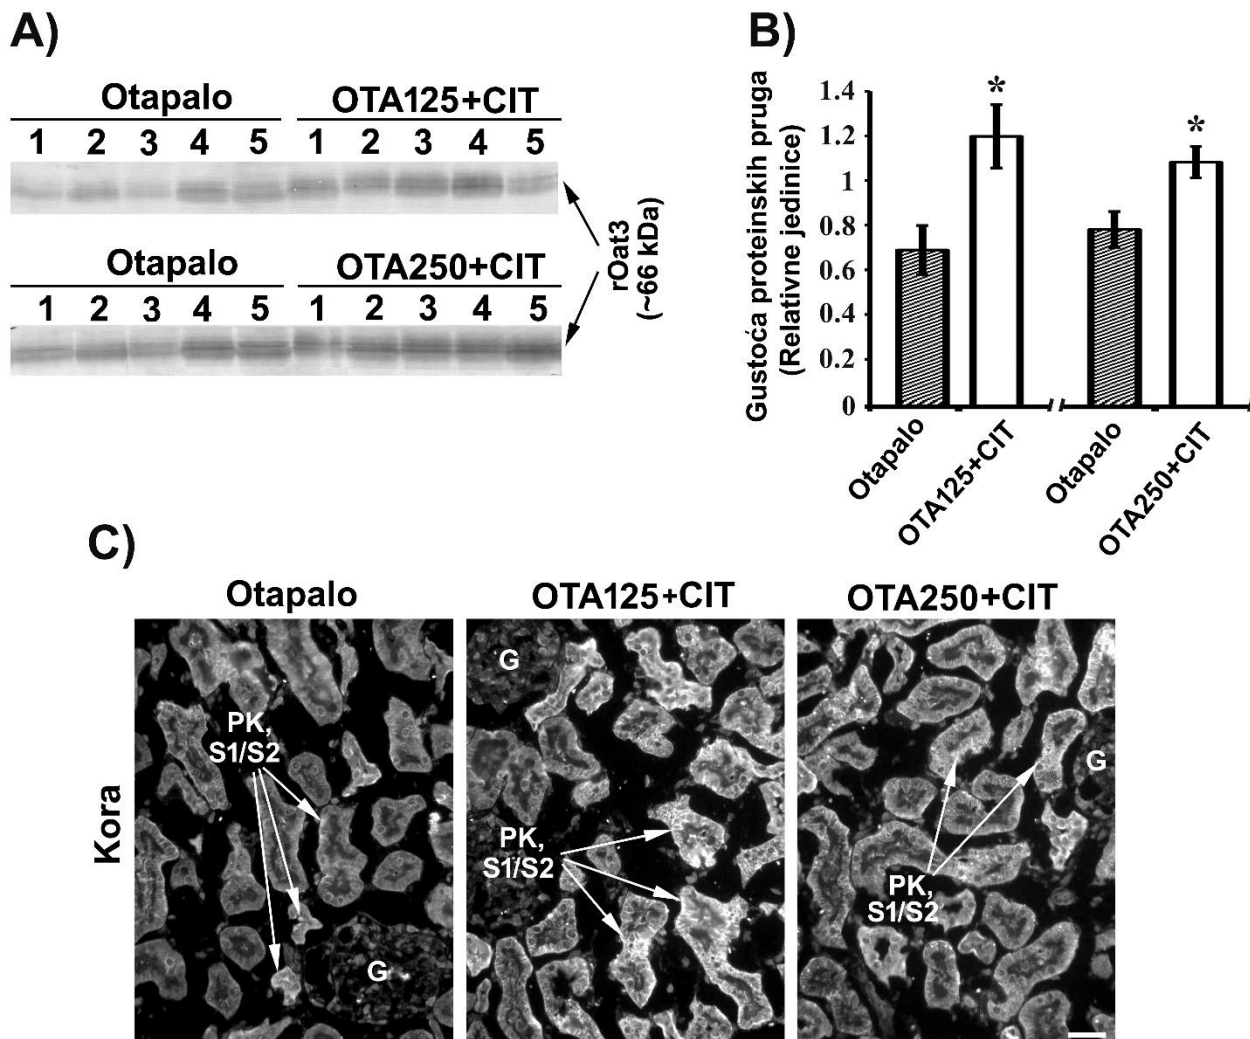 A)
Otapalo OTA125+CIT
1 2 3 4 5 1 2 3 4 5
Otapalo OTA250+CIT
1 2 3 4 5 1 2 3 4 5
rOat3
(~66 kDa)
B)
Gustoća proteinskih pruga
(Relativne jedinice)
1.4
1.2
1
0.8
0.6
0.4
0.2
0
* *
Otapalo OTA125+CIT Otapalo OTA250+CIT
C)
Otapalo OTA125+CIT OTA250+CIT
Kora
PK,
S1/S2
G
G
PK,
S1/S2
G
PK,
S1/S2